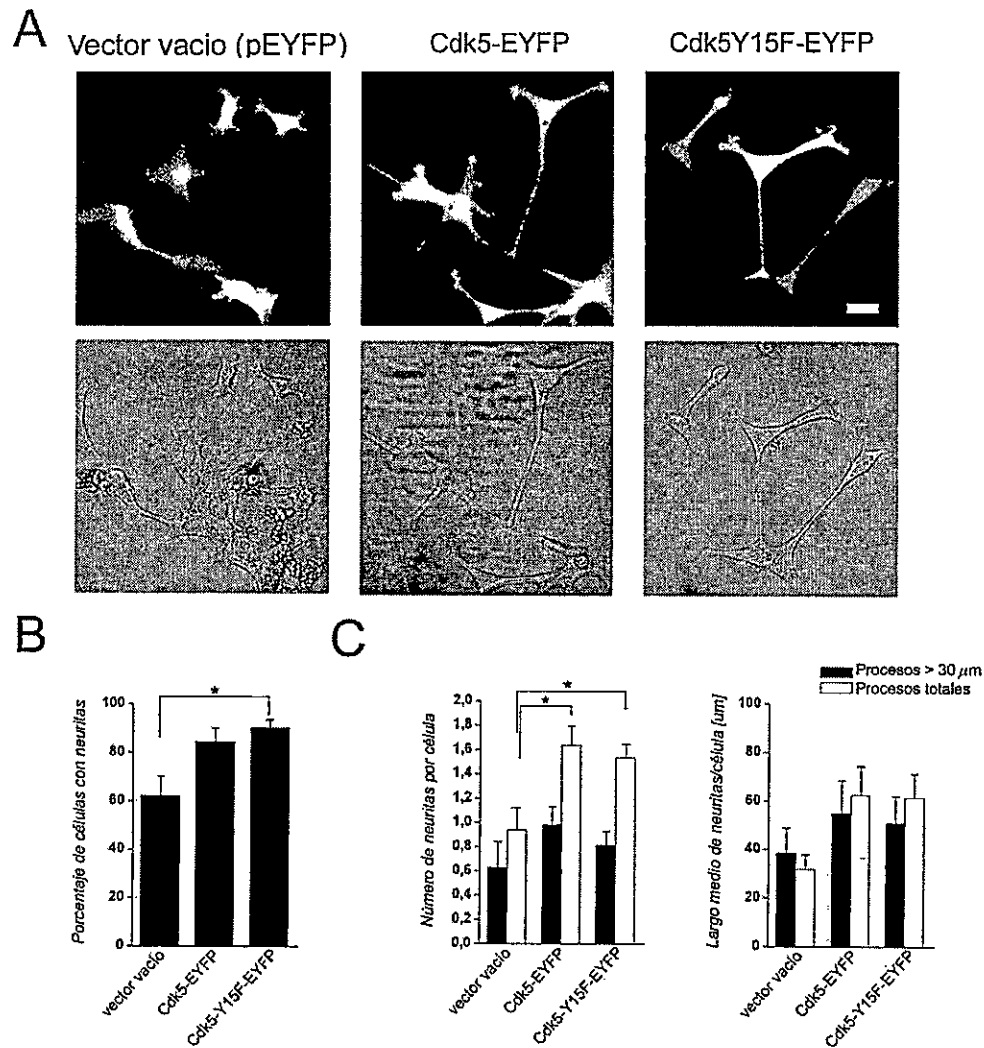 A
Vector vacio (pEYFP)
Cdk5-EYFP
Cdk5Y15F-EYFP
B
Porcentaje de células con neuritas
100
80
60
40
20
0
*
vector vacío
Cdk5-EYFP
Cdk5-Y15F-EYFP
C
Número de neuritas por célula
2,0
1,8
1,6
1,4
1,2
1,0
0,8
0,6
0,4
0,2
0,0
*
*
vector vacío
Cdk5-EYFP
Cdk5-Y15F-EYFP
Procesos > 30 μm
Procesos totales
Largo medio de neuritas/célula [um]
100
80
60
40
20
0
vector vacío
Cdk5-EYFP
Cdk5-Y15F-EYFP